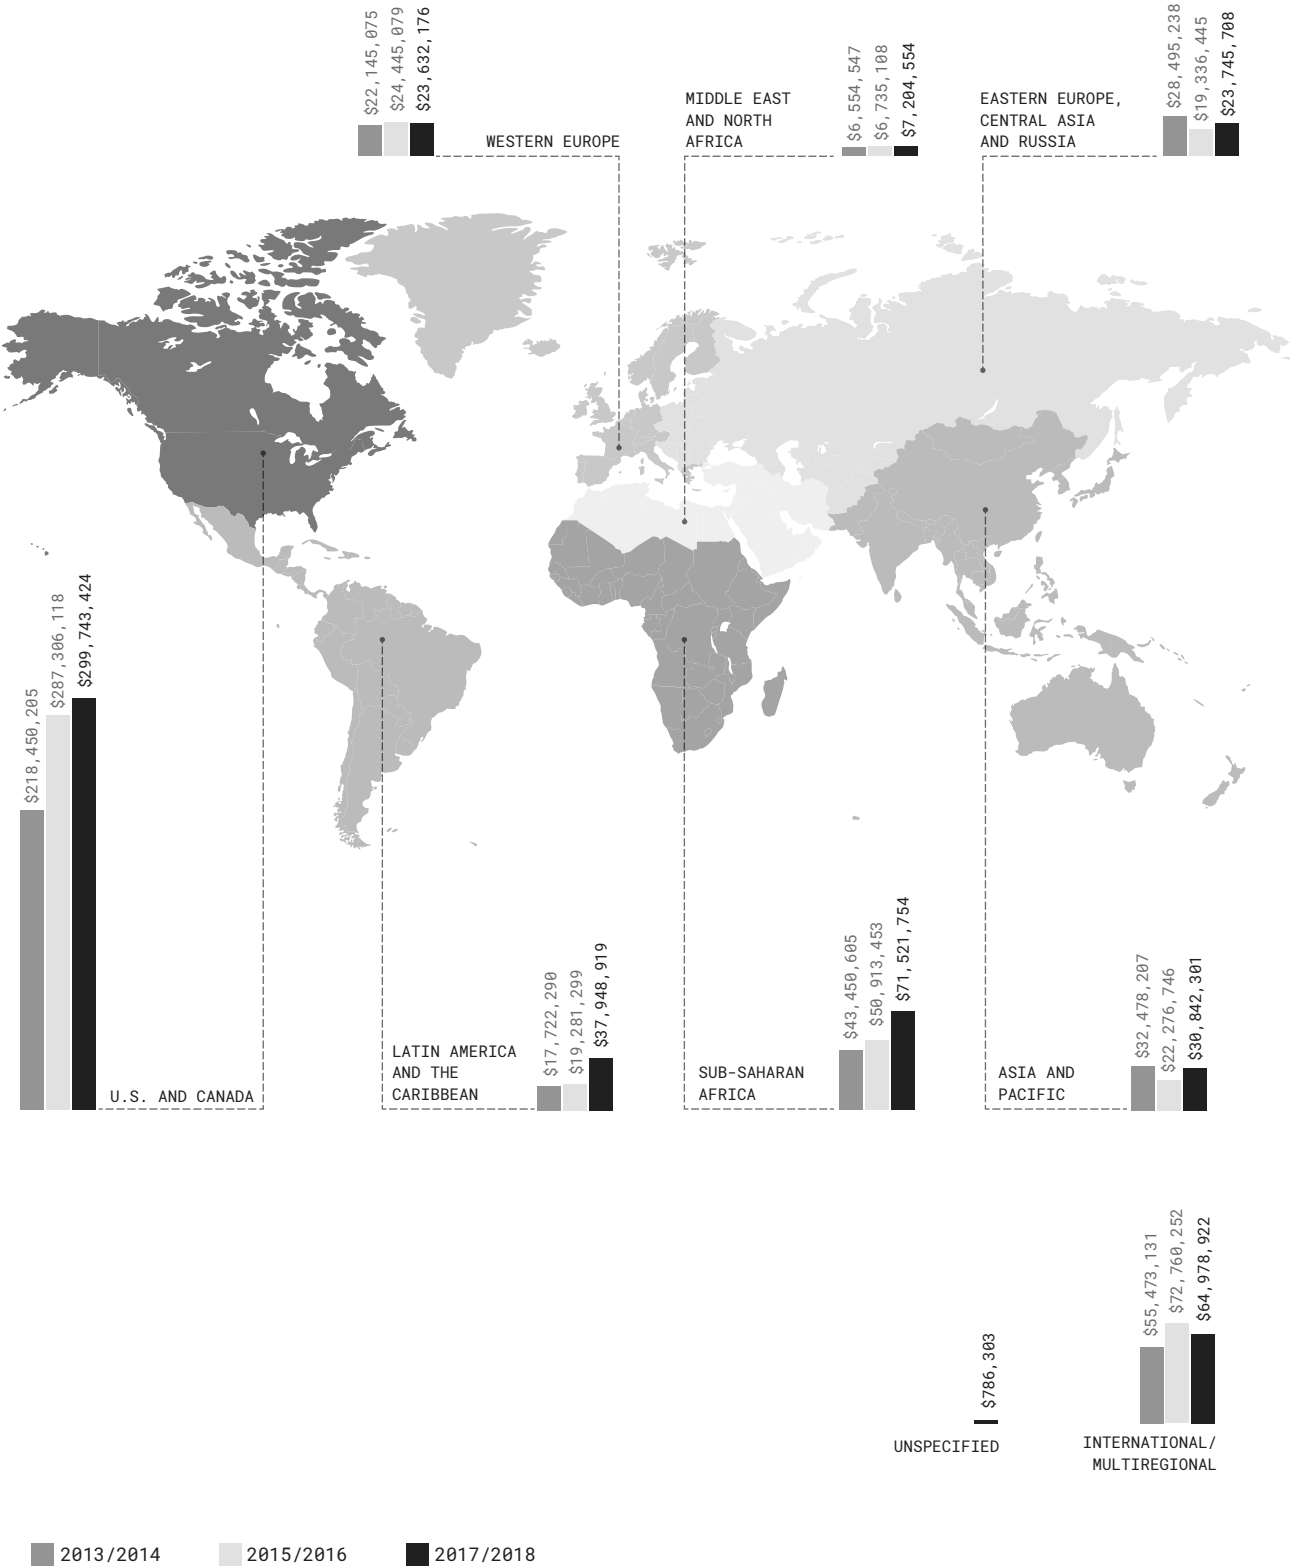 $22,145,075
$24,445,079
$23,632,176
WESTERN EUROPE
MIDDLE EAST
AND NORTH
AFRICA
$6,554,547
$6,735,108
$7,204,554
EASTERN EUROPE,
CENTRAL ASIA
AND RUSSIA
$28,495,238
$19,336,445
$23,745,708
$218,450,205
$287,306,118
$299,743,424
U.S. AND CANADA
LATIN AMERICA
AND THE
CARIBBEAN
$17,722,290
$19,281,299
$37,948,919
SUB-SAHARAN
AFRICA
$43,450,605
$50,913,453
$71,521,754
ASIA AND
PACIFIC
$32,478,207
$22,276,746
$30,842,301
$786,303
UNSPECIFIED
$55,473,131
$72,760,252
$64,978,922
INTERNATIONAL/
MULTIREGIONAL
2013/2014
2015/2016
2017/2018